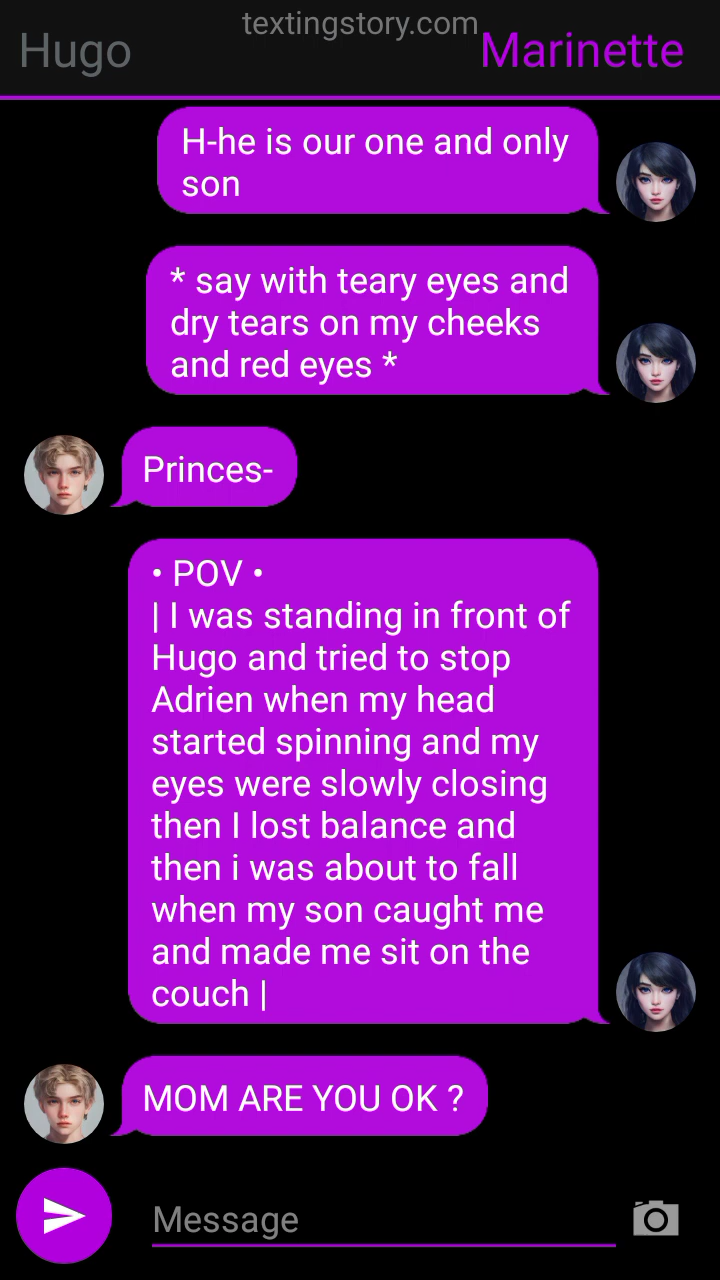 textingstory.com
Hugo
Marinette
H-he is our one and only
son
* say with teary eyes and
dry tears on my cheeks
and red eyes *
Princes-
• POV •
| I was standing in front of
Hugo and tried to stop
Adrien when my head
started spinning and my
eyes were slowly closing
then I lost balance and
then i was about to fall
when my son caught me
and made me sit on the
couch |
MOM ARE YOU OK ?
Message